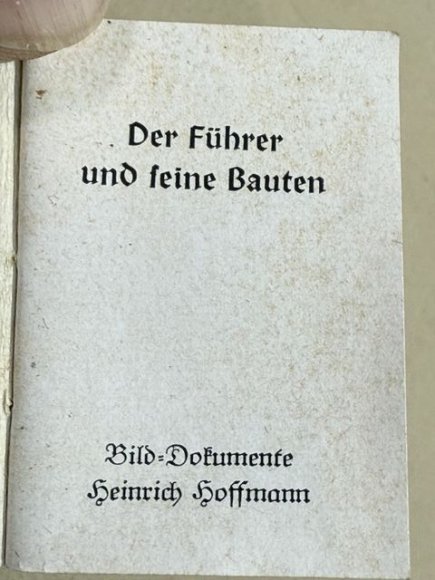 Der Führer
und ſeine Bauten
Bild-Dokumente
Heinrich Hoffmann